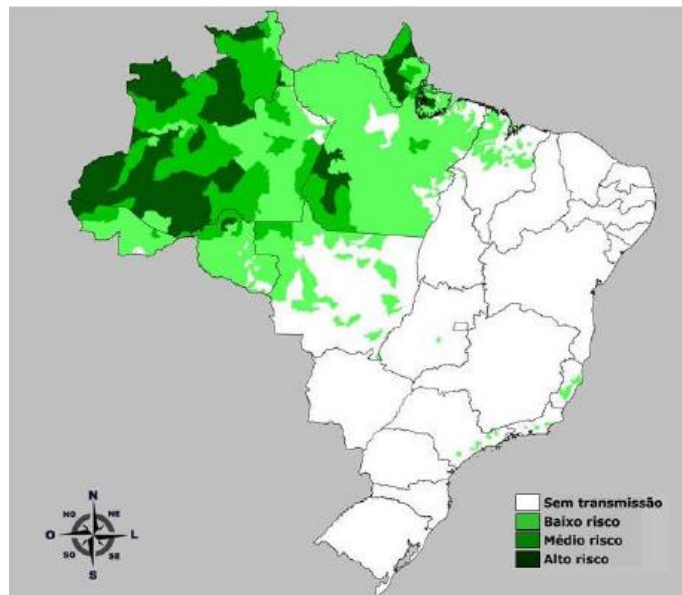 N
NO
NE
O
L
SO
SE
S
Sem transmissão
Baixo risco
Médio risco
Alto risco